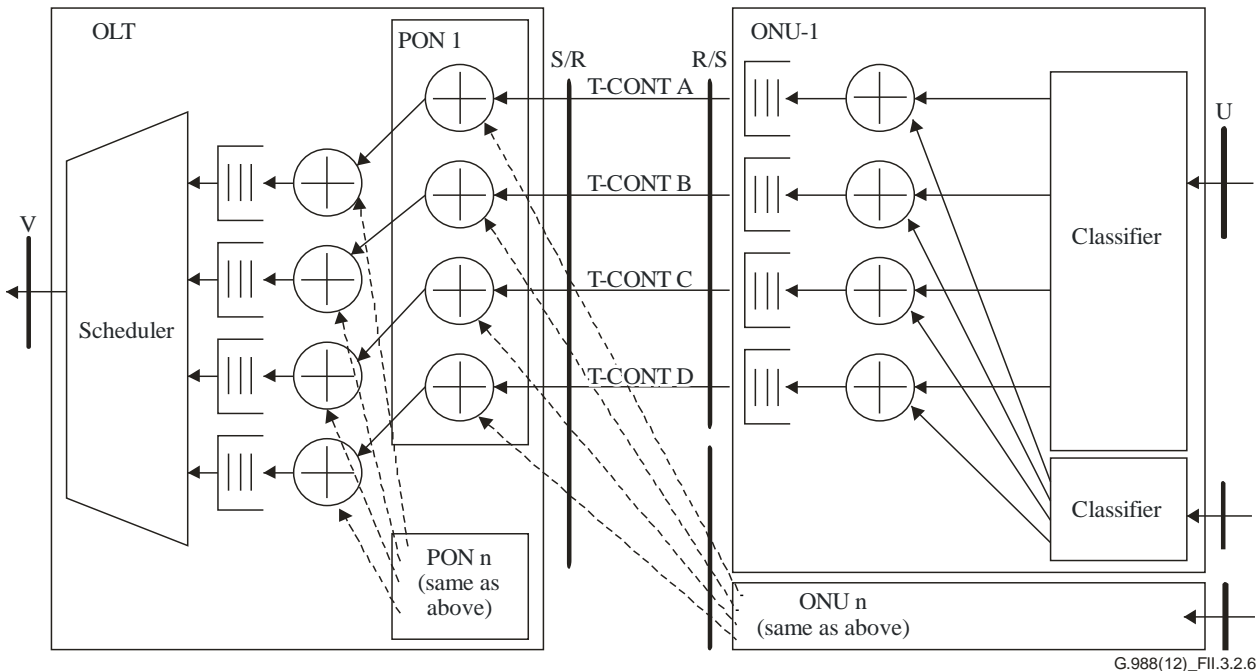 OLT
PON 1
ONU-1
S/R
R/S
T-CONT A
U
T-CONT B
V
Classifier
T-CONT C
Scheduler
T-CONT D
Classifier
PON n
(same as
above)
ONU n
(same as above)
G.988(12)_FII.3.2.6